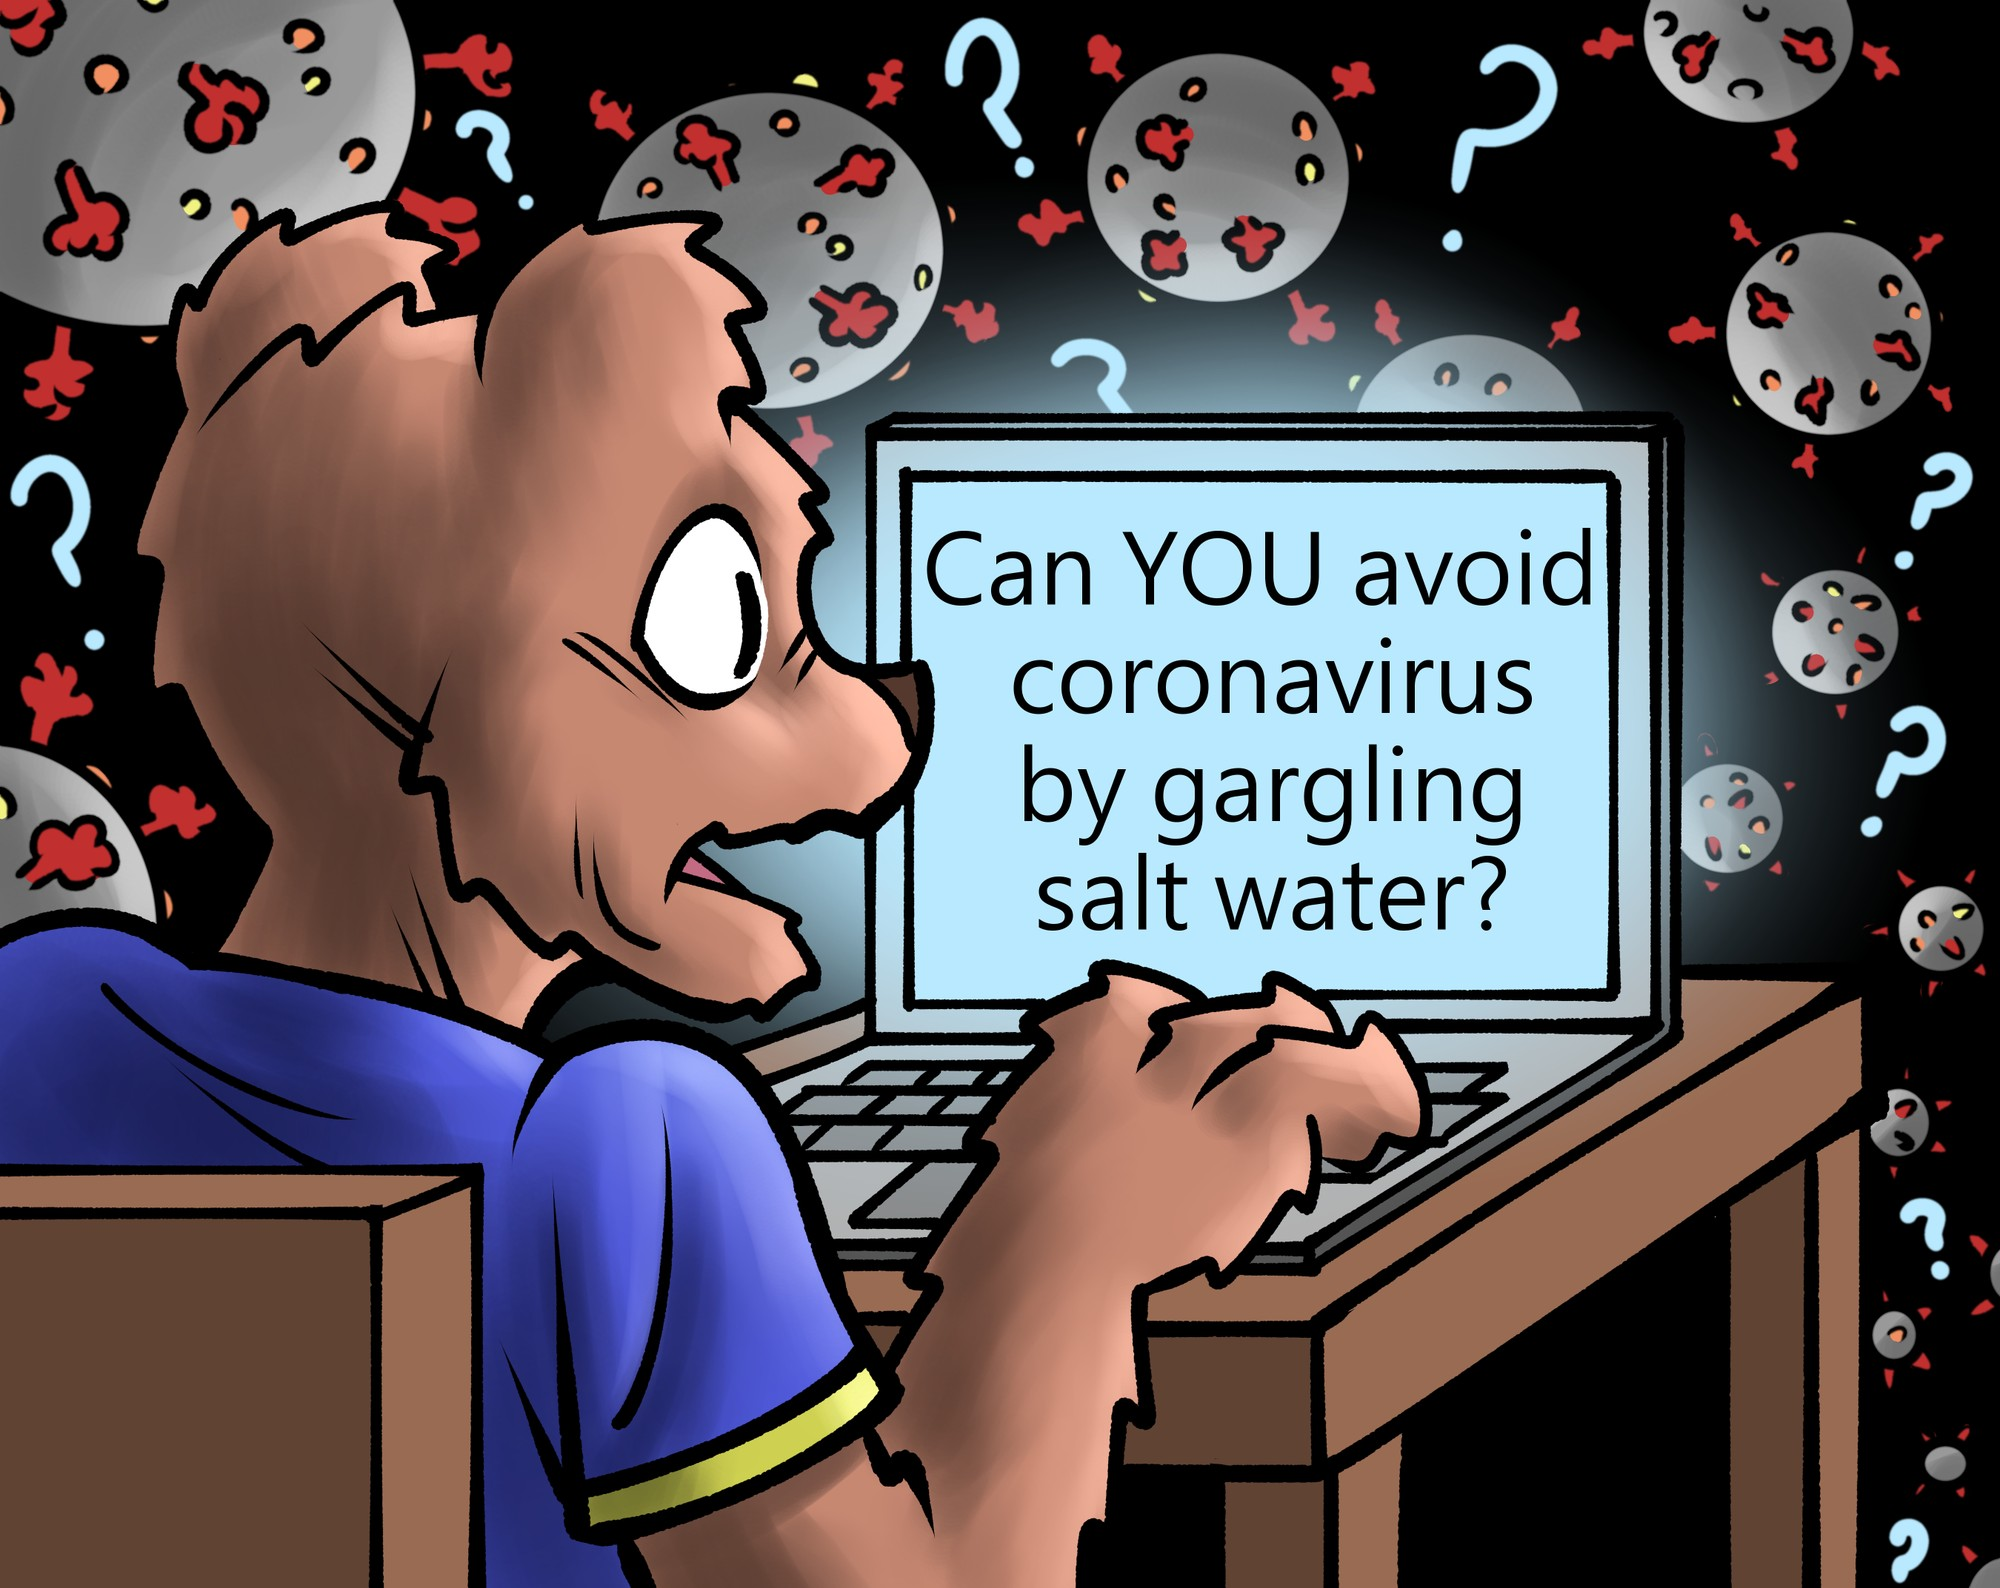 Can YOU avoid
coronavirus
by gargling
salt water?